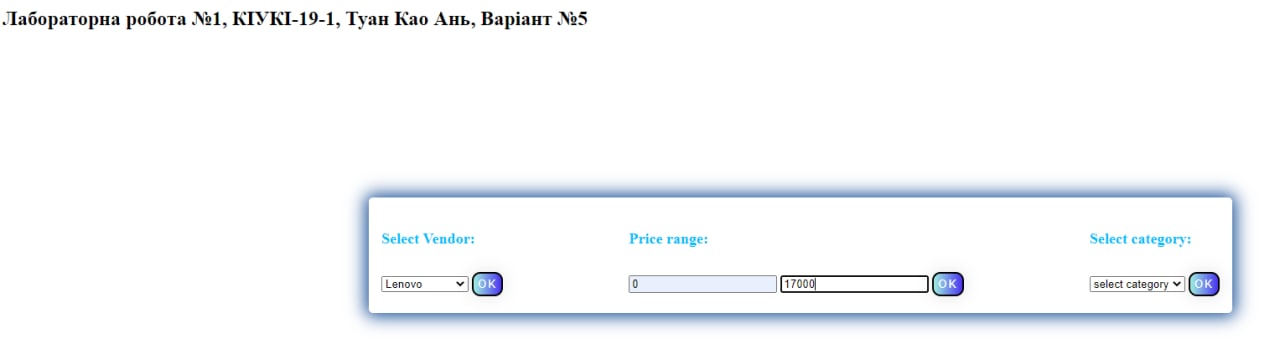 Лабораторна робота №1, КІУКІ-19-1, Туан Као Ань, Варіант №5
Select Vendor: Price range: Select category:
Lenovo OK 0 17000 OK select category OK